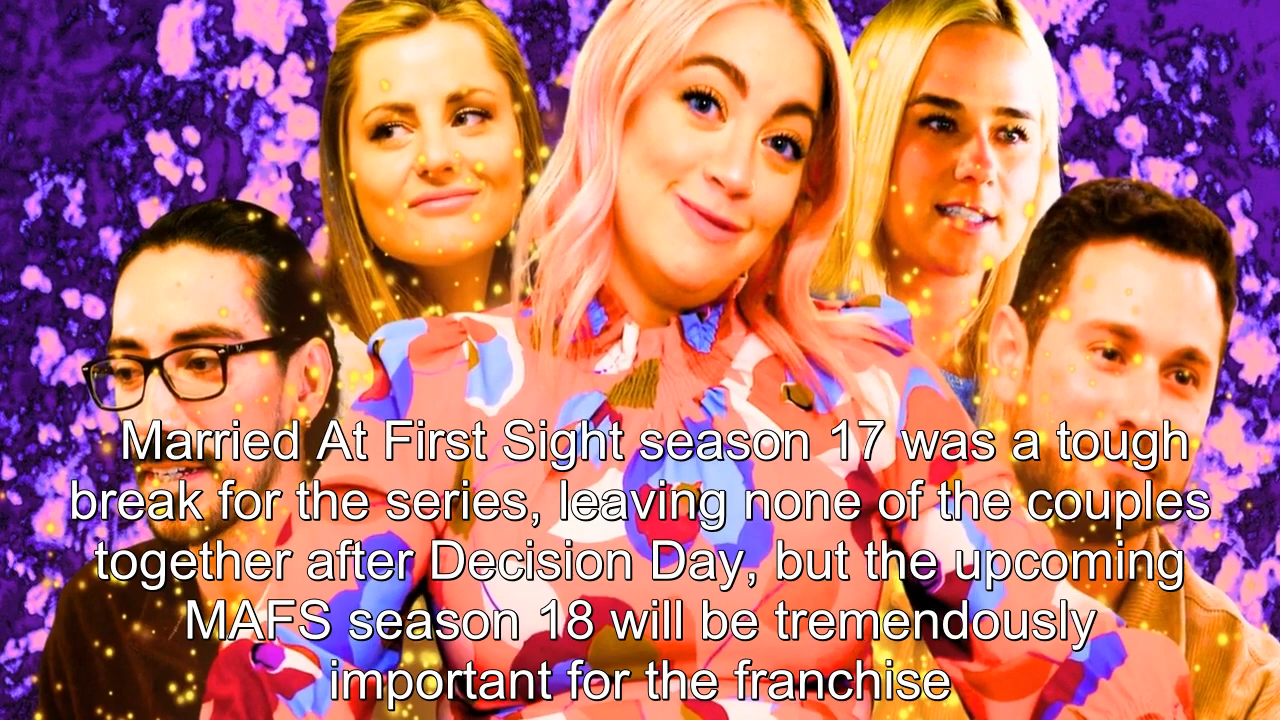 Married At First Sight season 17 was a tough
break for the series, leaving none of the couples
together after Decision Day, but the upcoming
MAFS season 18 will be tremendously
important for the franchise